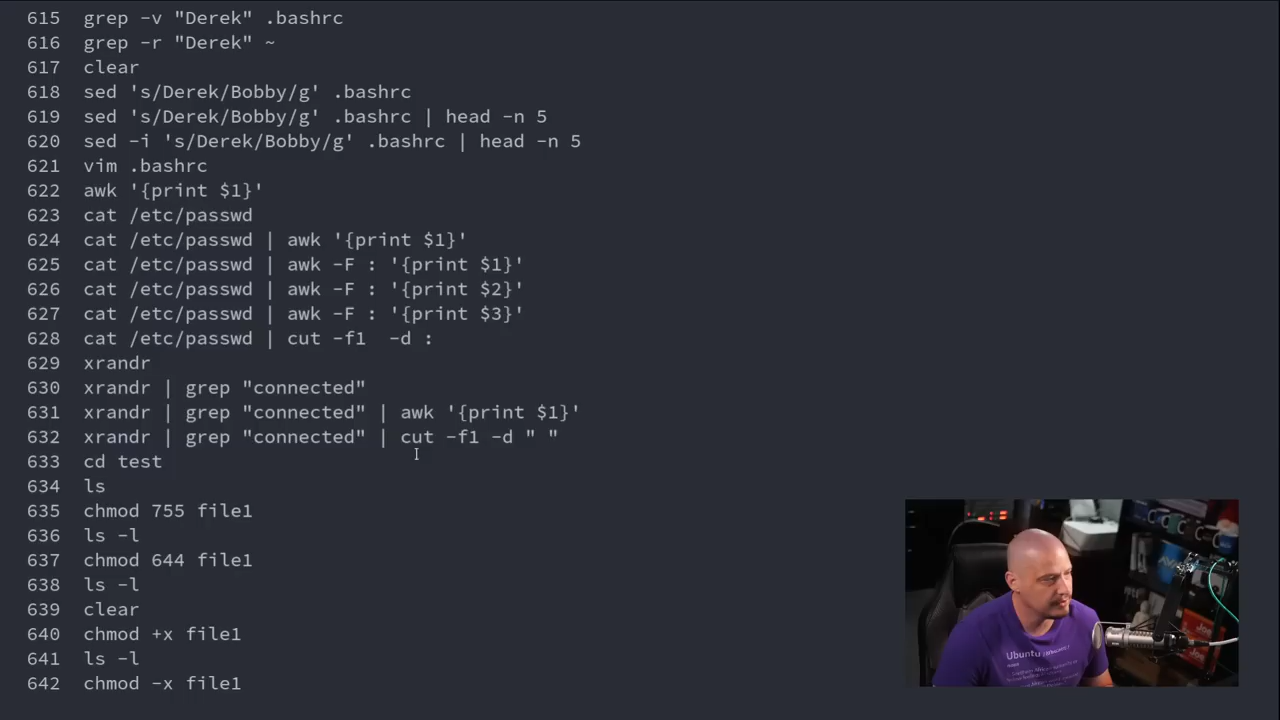 615 grep -v "Derek" .bashrc
616 grep -r "Derek" ~
617 clear
618 sed 's/Derek/Bobby/g' .bashrc
619 sed 's/Derek/Bobby/g' .bashrc | head -n 5
620 sed -i 's/Derek/Bobby/g' .bashrc | head -n 5
621 vim .bashrc
622 awk '{print $1}'
623 cat /etc/passwd
624 cat /etc/passwd | awk '{print $1}'
625 cat /etc/passwd | awk -F : '{print $1}'
626 cat /etc/passwd | awk -F : '{print $2}'
627 cat /etc/passwd | awk -F : '{print $3}'
628 cat /etc/passwd | cut -f1  -d :
629 xrandr
630 xrandr | grep "connected"
631 xrandr | grep "connected" | awk '{print $1}'
632 xrandr | grep "connected" | cut -f1 -d " "
633 cd test
634 ls
635 chmod 755 file1
636 ls -l
637 chmod 644 file1
638 ls -l
639 clear
640 chmod +x file1
641 ls -l
642 chmod -x file1
Ubuntu